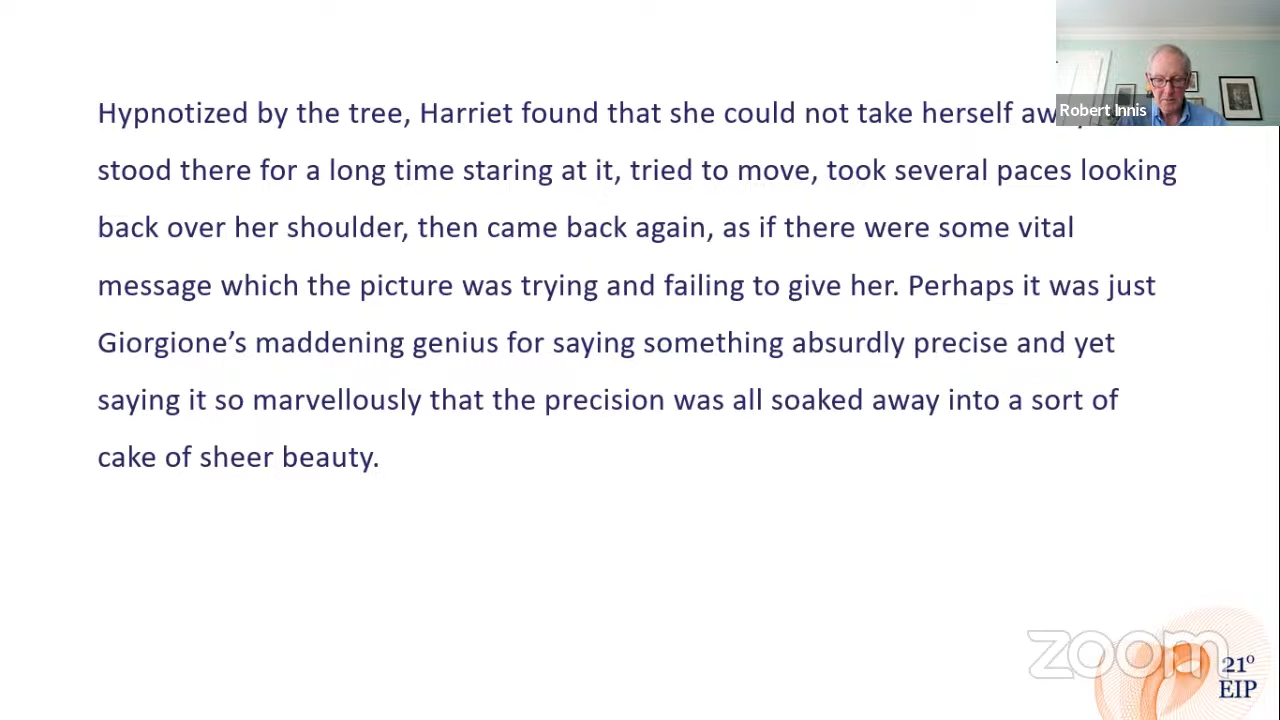 Hypnotized by the tree, Harriet found that she could not take herself
stood there for a long time staring at it, tried to move, took several paces looking
back over her shoulder, then came back again, as if there were some vital
message which the picture was trying and failing to give her. Perhaps it was just
Giorgione’s maddening genius for saying something absurdly precise and yet
saying it so marvellously that the precision was all soaked away into a sort of
cake of sheer beauty.
Robert Innis
zoom
21º
EIP